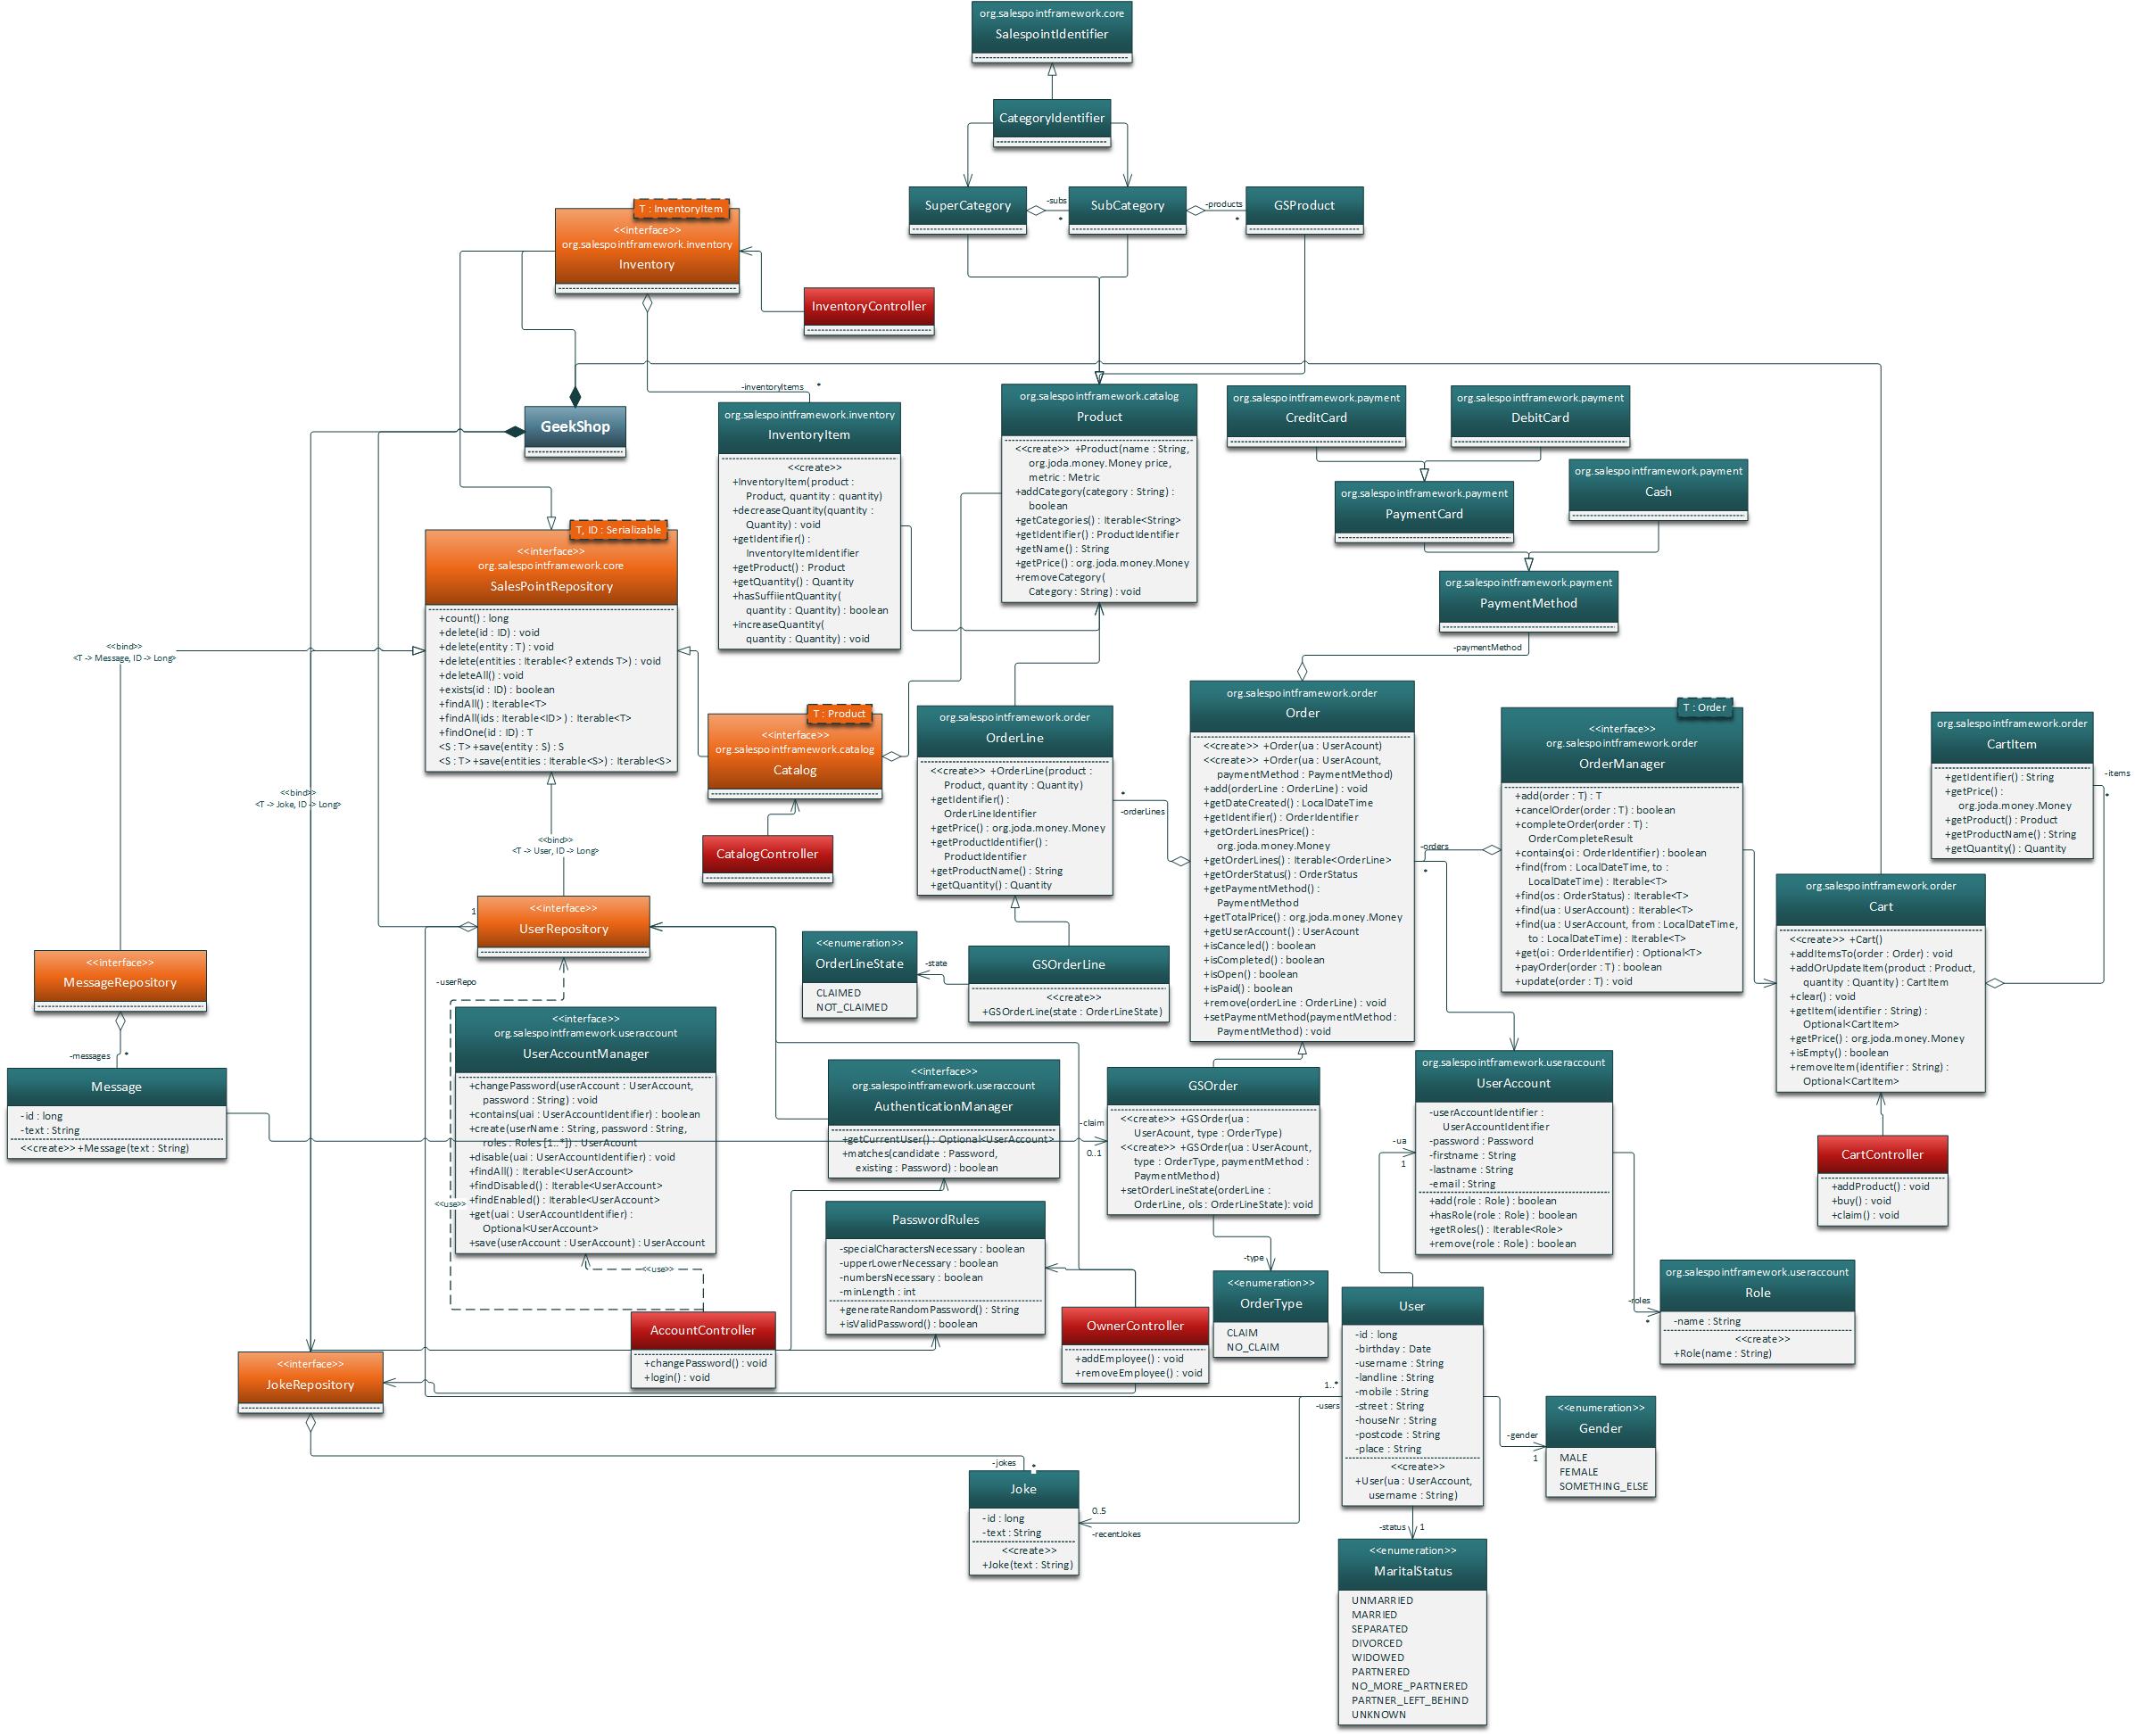 org.salespointframework.core
SalespointIdentifier
CategoryIdentifier
SuperCategory
-subs
*
SubCategory
-products
*
GSProduct
T : InventoryItem
<<interface>>
org.salespointframework.inventory
Inventory
InventoryController
-inventoryItems
*
GeekShop
org.salespointframework.inventory
InventoryItem
<<create>>
+InventoryItem(product :
Product, quantity : quantity)
+decreaseQuantity(quantity :
Quantity) : void
+getIdentifier() :
InventoryItemIdentifier
+getProduct() : Product
+getQuantity() : Quantity
+hasSuffiientQuantity(
quantity : Quantity) : boolean
+increaseQuantity(
quantity : Quantity) : void
org.salespointframework.catalog
Product
<<create>> +Product(name : String,
org.joda.money.Money price,
metric : Metric
+addCategory(category : String) :
boolean
+getCategories() : Iterable<String>
+getIdentifier() : ProductIdentifier
+getName() : String
+getPrice() : org.joda.money.Money
+removeCategory(
Category : String) : void
org.salespointframework.payment
CreditCard
org.salespointframework.payment
DebitCard
org.salespointframework.payment
PaymentCard
org.salespointframework.payment
Cash
org.salespointframework.payment
PaymentMethod
-paymentMethod
T, ID : Serializable
<<interface>>
org.salespointframework.core
SalesPointRepository
+count() : long
+delete(id : ID) : void
+delete(entity : T) : void
+delete(entities : Iterable<? extends T>) : void
+deleteAll() : void
+exists(id : ID) : boolean
+findAll() : Iterable<T>
+findAll(ids : Iterable<ID> ) : Iterable<T>
+findOne(id : ID) : T
<S : T> +save(entity : S) : S
<S : T> +save(entities : Iterable<S>) : Iterable<S>
<<bind>>
<T -> Message, ID -> Long>
<<bind>>
<T -> Joke, ID -> Long>
<<bind>>
<T -> User, ID -> Long>
T : Product
<<interface>>
org.salespointframework.catalog
Catalog
CatalogController
org.salespointframework.order
OrderLine
<<create>> +OrderLine(product :
Product, quantity : Quantity)
+getIdentifier() :
OrderLineIdentifier
+getPrice() : org.joda.money.Money
+getProductIdentifier() :
ProductIdentifier
+getProductName() : String
+getQuantity() : Quantity
*
-orderLines
org.salespointframework.order
Order
<<create>> +Order(ua : UserAcount)
<<create>> +Order(ua : UserAcount,
paymentMethod : PaymentMethod)
+add(orderLine : OrderLine) : void
+getDateCreated() : LocalDateTime
+getIdentifier() : OrderIdentifier
+getOrderLinesPrice() :
org.joda.money.Money
+getOrderLines() : Iterable<OrderLine>
+getOrderStatus() : OrderStatus
+getPaymentMethod() :
PaymentMethod
+getTotalPrice() : org.joda.money.Money
+getUserAccount() : UserAcount
+isCanceled() : boolean
+isCompleted() : boolean
+isOpen() : boolean
+isPaid() : boolean
+remove(orderLine : OrderLine) : void
+setPaymentMethod(paymentMethod :
PaymentMethod) : void
-orders
*
T : Order
<<interface>>
org.salespointframework.order
OrderManager
+add(order : T) : T
+cancelOrder(order : T) : boolean
+completeOrder(order : T) :
OrderCompleteResult
+contains(oi : OrderIdentifier) : boolean
+find(from : LocalDateTime, to :
LocalDateTime) : Iterable<T>
+find(os : OrderStatus) : Iterable<T>
+find(ua : UserAccount) : Iterable<T>
+find(ua : UserAccount, from : LocalDateTime,
to : LocalDateTime) : Iterable<T>
+get(oi : OrderIdentifier) : Optional<T>
+payOrder(order : T) : boolean
+update(order : T) : void
org.salespointframework.order
CartItem
+getIdentifier() : String
+getPrice() :
org.joda.money.Money
+getProduct() : Product
+getProductName() : String
+getQuantity() : Quantity
-items
*
org.salespointframework.order
Cart
<<create>> +Cart()
+addItemsTo(order : Order) : void
+addOrUpdateItem(product : Product,
quantity : Quantity) : CartItem
+clear() : void
+getItem(identifier : String) :
Optional<CartItem>
+getPrice() : org.joda.money.Money
+isEmpty() : boolean
+removeItem(identifier : String) :
Optional<CartItem>
CartController
+addProduct() : void
+buy() : void
+claim() : void
1
<<interface>>
UserRepository
<<interface>>
MessageRepository
-messages
*
Message
-id : long
-text : String
<<create>> +Message(text : String)
-userRepo
<<enumeration>>
OrderLineState
CLAIMED
NOT_CLAIMED
-state
GSOrderLine
<<create>>
+GSOrderLine(state : OrderLineState)
<<interface>>
org.salespointframework.useraccount
UserAccountManager
+changePassword(userAccount : UserAccount,
password : String) : void
+contains(uai : UserAccountIdentifier) : boolean
+create(userName : String, password : String,
roles : Roles [1..*]) : UserAcount
+disable(uai : UserAccountIdentifier) : void
+findAll() : Iterable<UserAccount>
+findDisabled() : Iterable<UserAccount>
+findEnabled() : Iterable<UserAccount>
+get(uai : UserAccountIdentifier) :
Optional<UserAccount>
+save(userAccount : UserAccount) : UserAccount
<<use>>
<<use>>
<<interface>>
org.salespointframework.useraccount
AuthenticationManager
+getCurrentUser() : Optional<UserAccount>
+matches(candidate : Password,
existing : Password) : boolean
-claim
0..1
GSOrder
<<create>> +GSOrder(ua :
UserAcount, type : OrderType)
<<create>> +GSOrder(ua : UserAcount,
type : OrderType, paymentMethod :
PaymentMethod)
+setOrderLineState(orderLine :
OrderLine, ols : OrderLineState): void
-type
<<enumeration>>
OrderType
CLAIM
NO_CLAIM
PasswordRules
-specialCharactersNecessary : boolean
-upperLowerNecessary : boolean
-numbersNecessary : boolean
-minLength : int
+generateRandomPassword() : String
+isValidPassword() : boolean
org.salespointframework.useraccount
UserAccount
-userAccountIdentifier :
UserAccountIdentifier
-password : Password
-firstname : String
-lastname : String
-email : String
+add(role : Role) : boolean
+hasRole(role : Role) : boolean
+getRoles() : Iterable<Role>
+remove(role : Role) : boolean
-ua
1
org.salespointframework.useraccount
Role
-name : String
<<create>>
+Role(name : String)
-roles
*
AccountController
+changePassword() : void
+login() : void
OwnerController
+addEmployee() : void
+removeEmployee() : void
User
-id : long
-birthday : Date
-username : String
-landline : String
-mobile : String
-street : String
-houseNr : String
-postcode : String
-place : String
<<create>>
+User(ua : UserAccount,
username : String)
1..*
-users
<<interface>>
JokeRepository
-jokes
*
Joke
-id : long
-text : String
<<create>>
+Joke(text : String)
0..5
-recentJokes
-gender
1
<<enumeration>>
Gender
MALE
FEMALE
SOMETHING_ELSE
-status
1
<<enumeration>>
MaritalStatus
UNMARRIED
MARRIED
SEPARATED
DIVORCED
WIDOWED
PARTNERED
NO_MORE_PARTNERED
PARTNER_LEFT_BEHIND
UNKNOWN